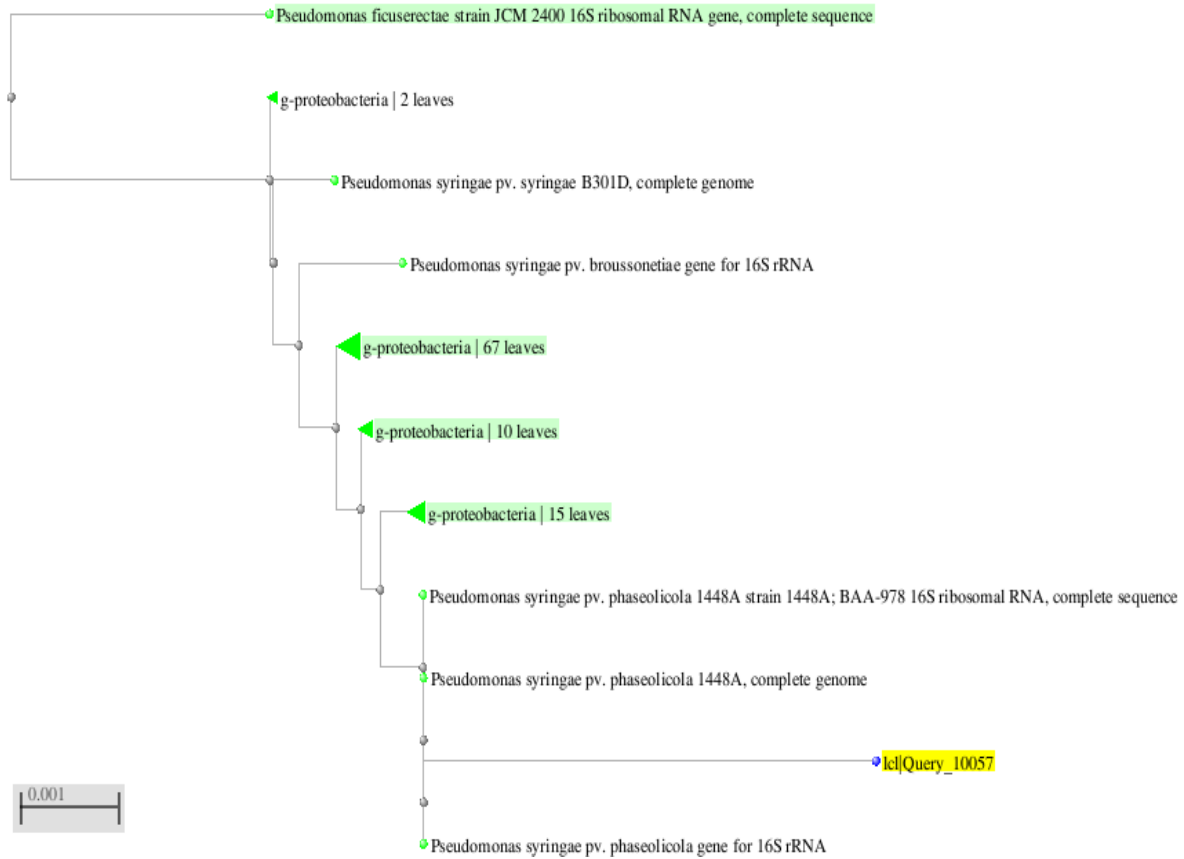 Pseudomonas ficuserectae strain JCM 2400 16S ribosomal RNA gene, complete sequence
g-proteobacteria | 2 leaves
Pseudomonas syringae pv. syringae B301D, complete genome
Pseudomonas syringae pv. broussonetiae gene for 16S rRNA
g-proteobacteria | 67 leaves
g-proteobacteria | 10 leaves
g-proteobacteria | 15 leaves
Pseudomonas syringae pv. phaseolicola 1448A strain 1448A; BAA-978 16S ribosomal RNA, complete sequence
Pseudomonas syringae pv. phaseolicola 1448A, complete genome
lcl|Query_10057
0.001
Pseudomonas syringae pv. phaseolicola gene for 16S rRNA